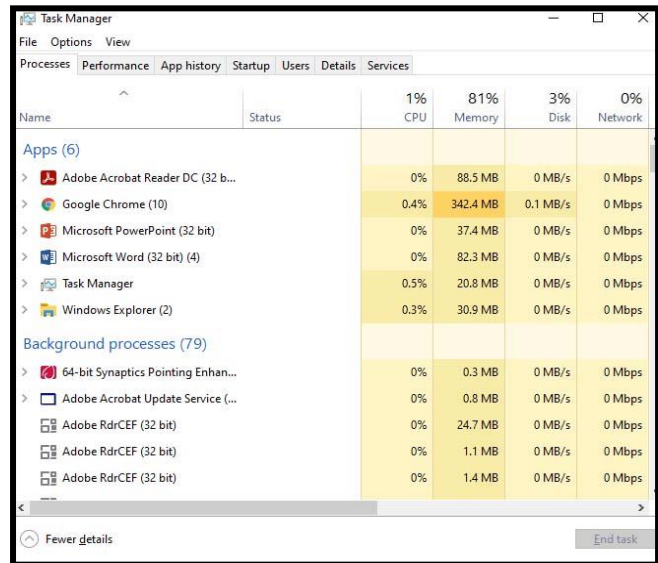 Task Manager
File Options View
Processes Performance App history Startup Users Details Services
1% 81% 3% 0%
Name Status CPU Memory Disk Network
Apps (6)
Adobe Acrobat Reader DC (32 b... 0% 88.5 MB 0 MB/s 0 Mbps
Google Chrome (10) 0.4% 342.4 MB 0.1 MB/s 0 Mbps
Microsoft PowerPoint (32 bit) 0% 37.4 MB 0 MB/s 0 Mbps
Microsoft Word (32 bit) (4) 0% 82.3 MB 0 MB/s 0 Mbps
Task Manager 0.5% 20.8 MB 0 MB/s 0 Mbps
Windows Explorer (2) 0.3% 30.9 MB 0 MB/s 0 Mbps
Background processes (79)
64-bit Synaptics Pointing Enhan... 0% 0.3 MB 0 MB/s 0 Mbps
Adobe Acrobat Update Service (... 0% 0.8 MB 0 MB/s 0 Mbps
Adobe RdrCEF (32 bit) 0% 24.7 MB 0 MB/s 0 Mbps
Adobe RdrCEF (32 bit) 0% 1.1 MB 0 MB/s 0 Mbps
Adobe RdrCEF (32 bit) 0% 1.4 MB 0 MB/s 0 Mbps
Fewer details End task